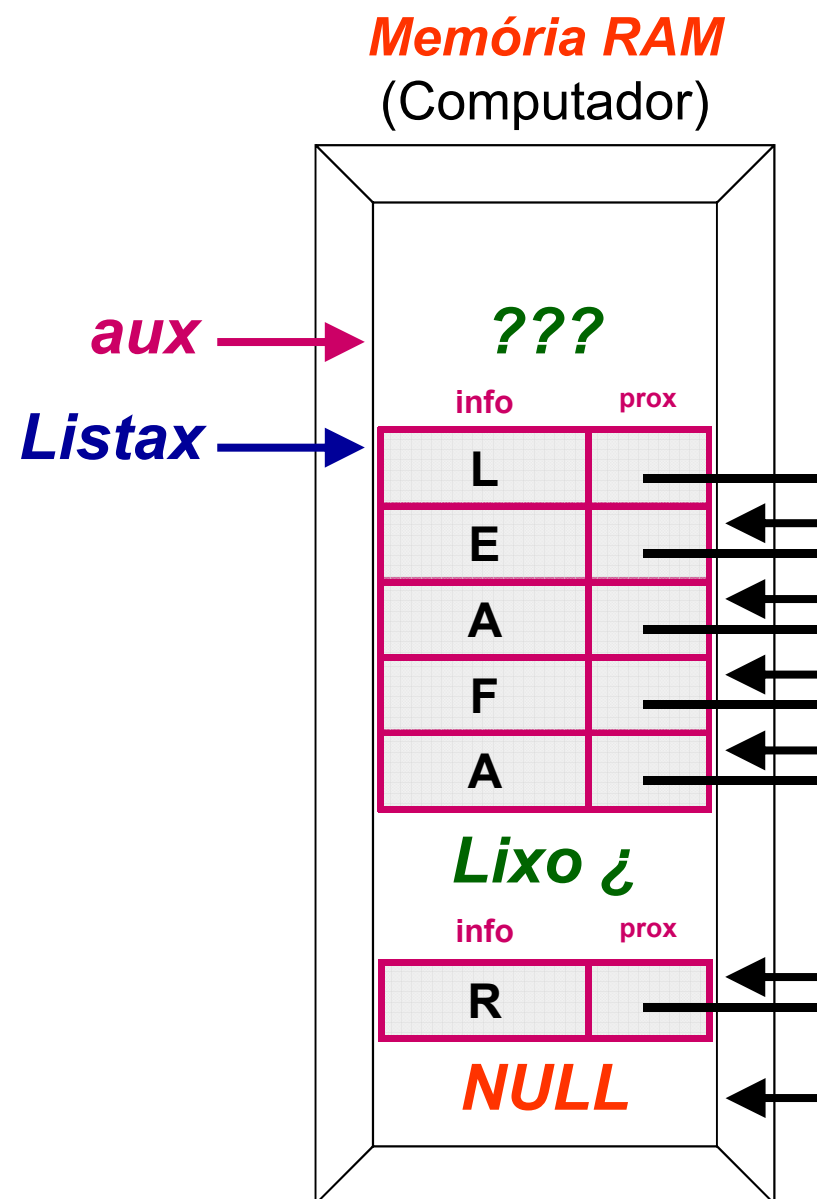 Memória RAM
(Computador)
aux ???
info prox
Listax
L
E
A
F
A
Lixo ¿
info prox
R
NULL